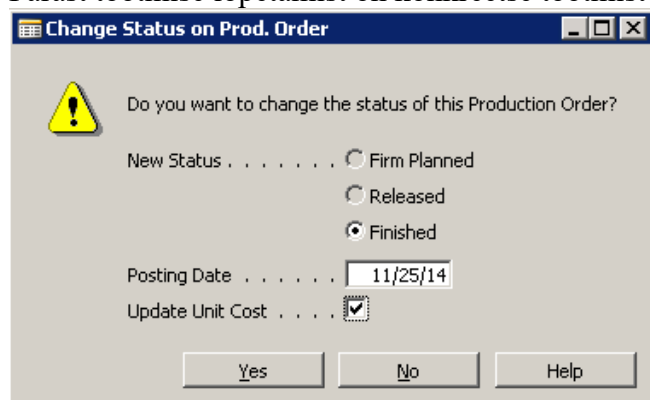 Change Status on Prod. Order
Do you want to change the status of this Production Order?
New Status . . . . . . . Firm Planned
Released
Finished
Posting Date . . . . . . 11/25/14
Update Unit Cost . . . .
Yes No Help